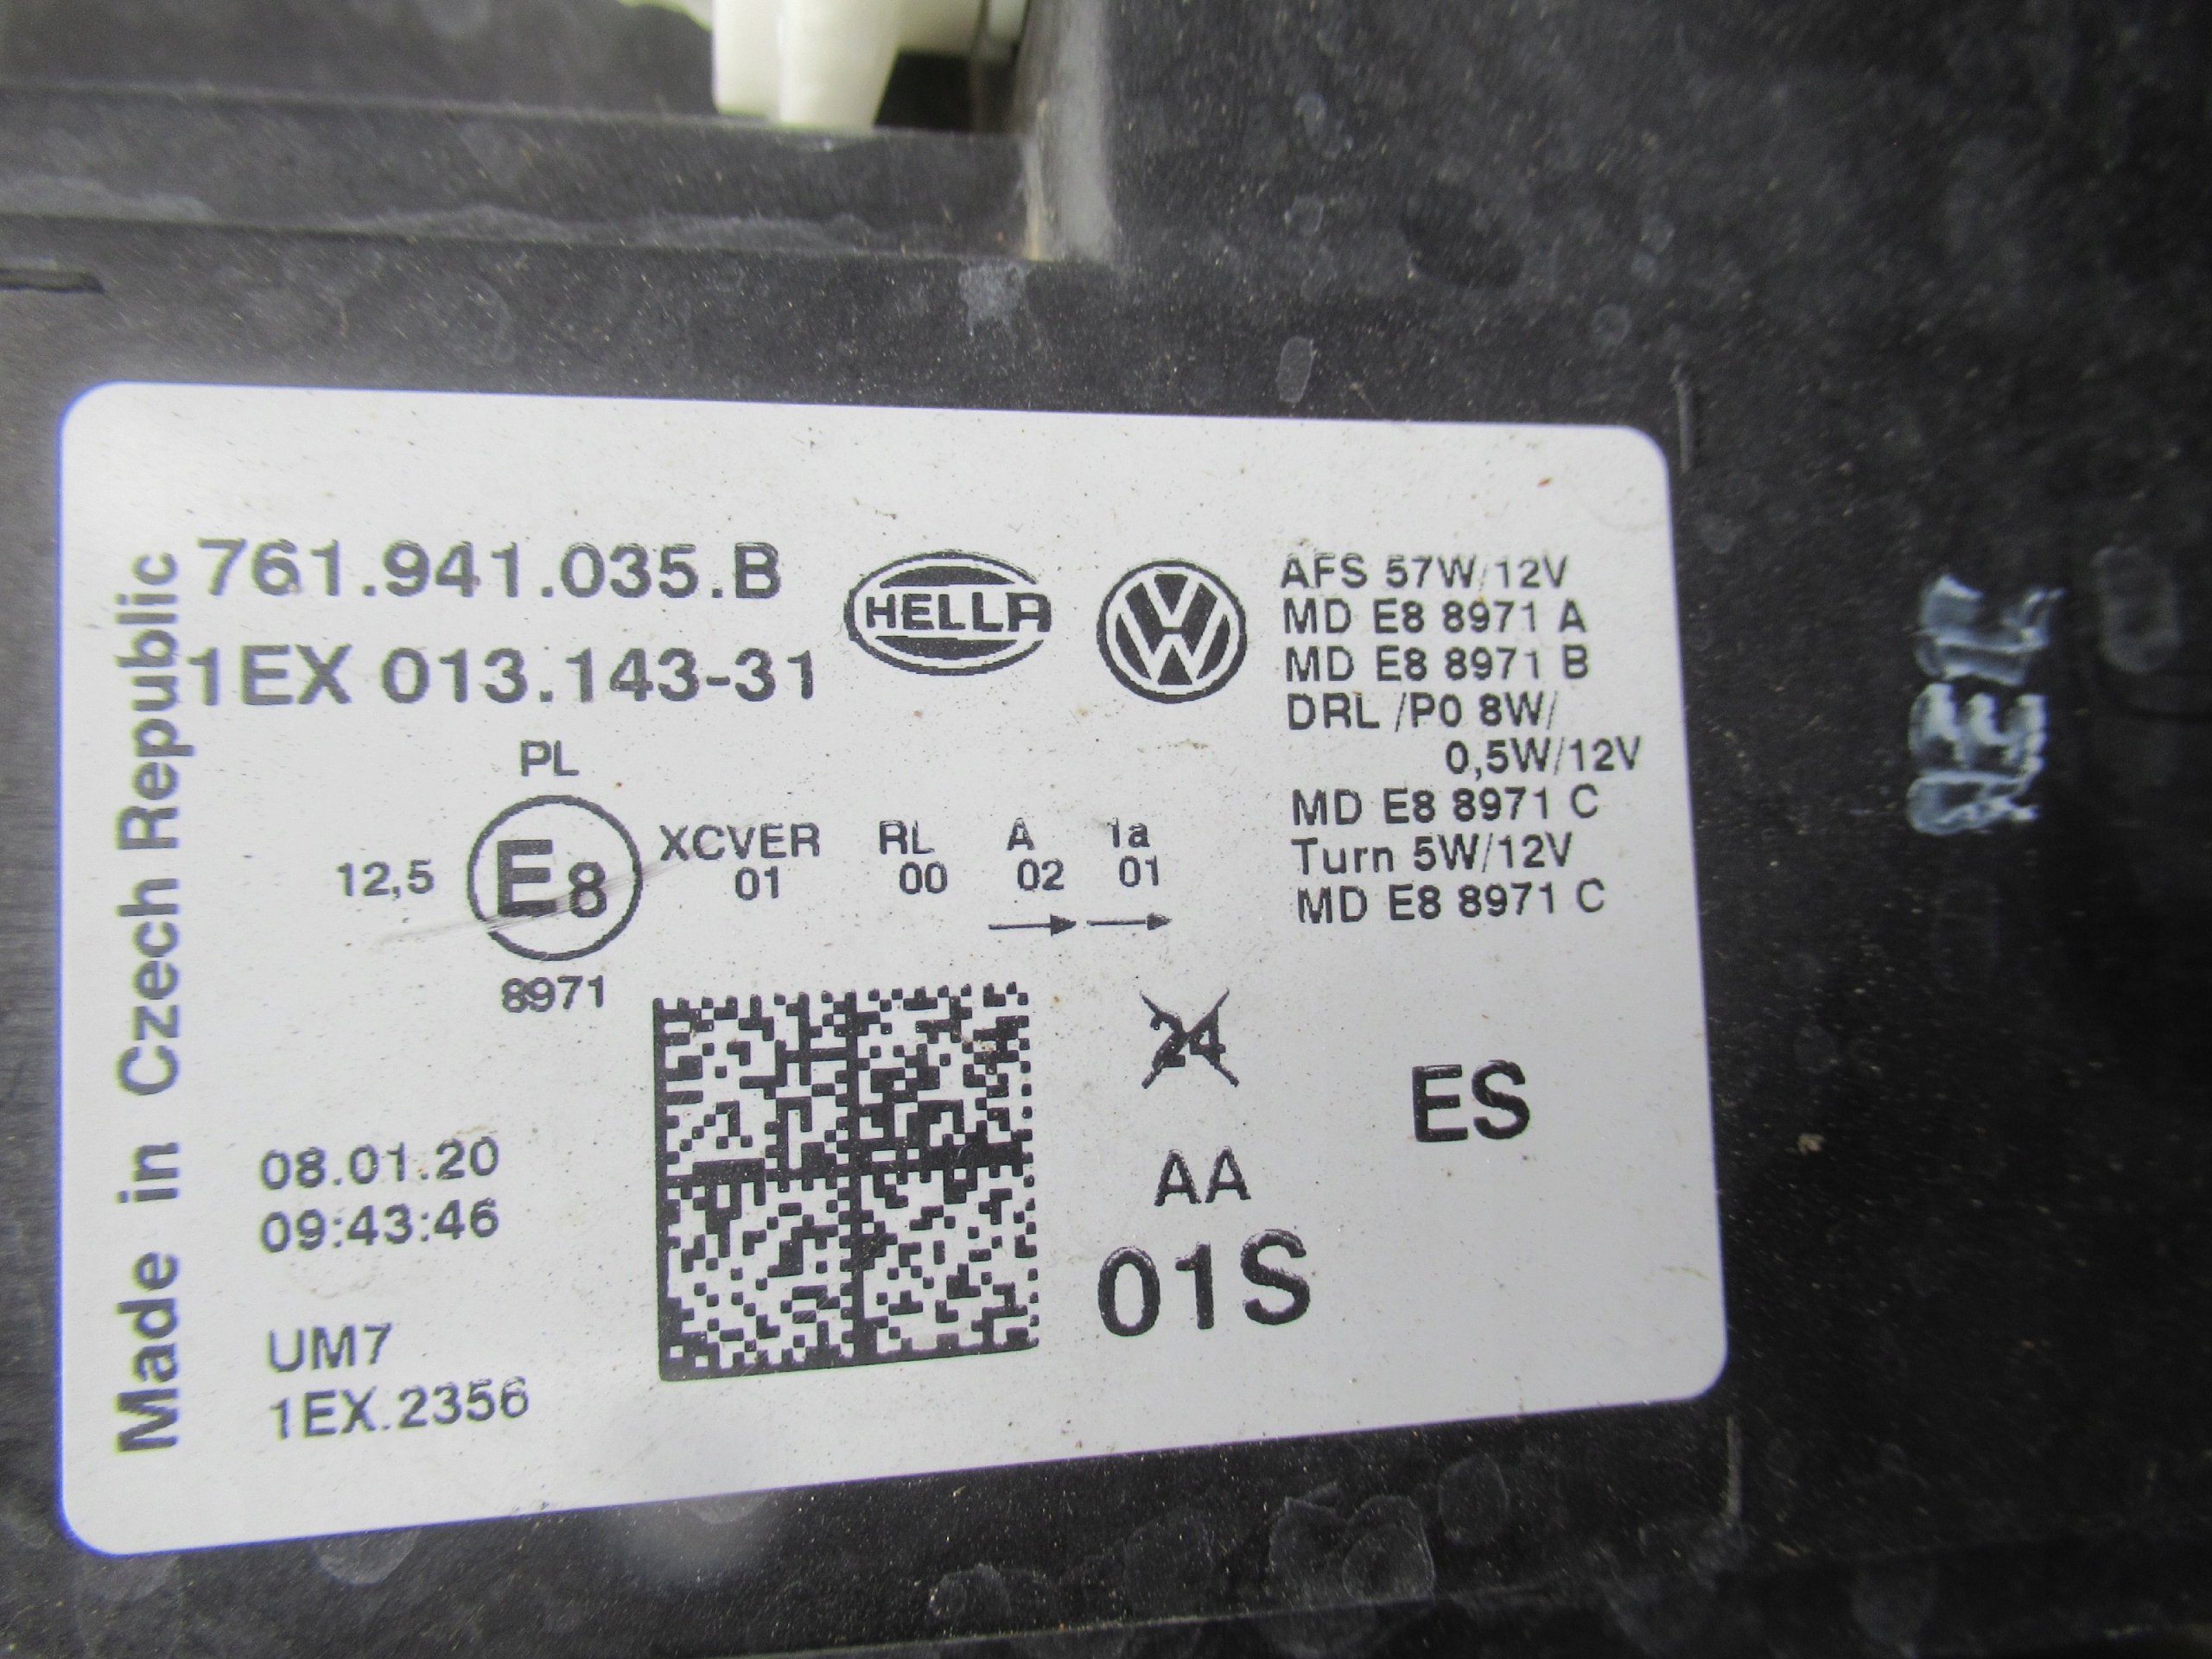 Made in Czech Republic
761.941.035.B
1EX 013.143-31
HELLA
AFS 57W/12V
MD E8 8971 A
MD E8 8971 B
DRL /P0 8W/
0,5W/12V
MD E8 8971 C
Turn 5W/12V
MD E8 8971 C
PL
12,5
E8
8971
XCVER RL A 1a
01 00 02 01
24
AA
01S
ES
08.01.20
09:43:46
UM7
1EX.2356